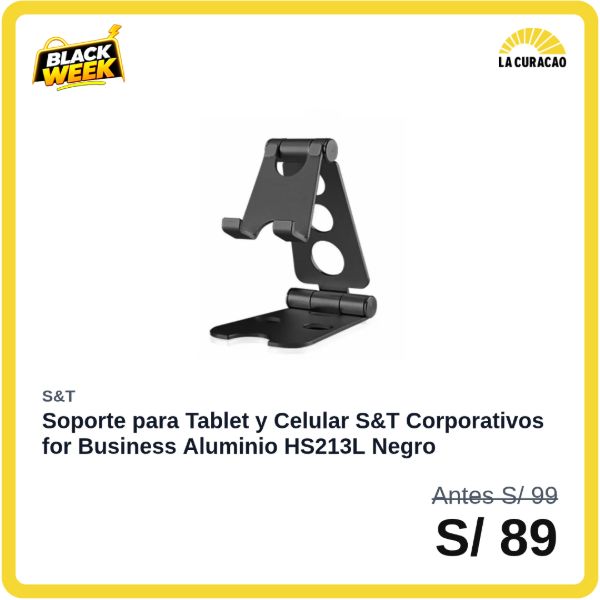 BLACK
WEEK
LA CURACAO
S&T
Soporte para Tablet y Celular S&T Corporativos
for Business Aluminio HS213L Negro
Antes S/ 99
S/ 89